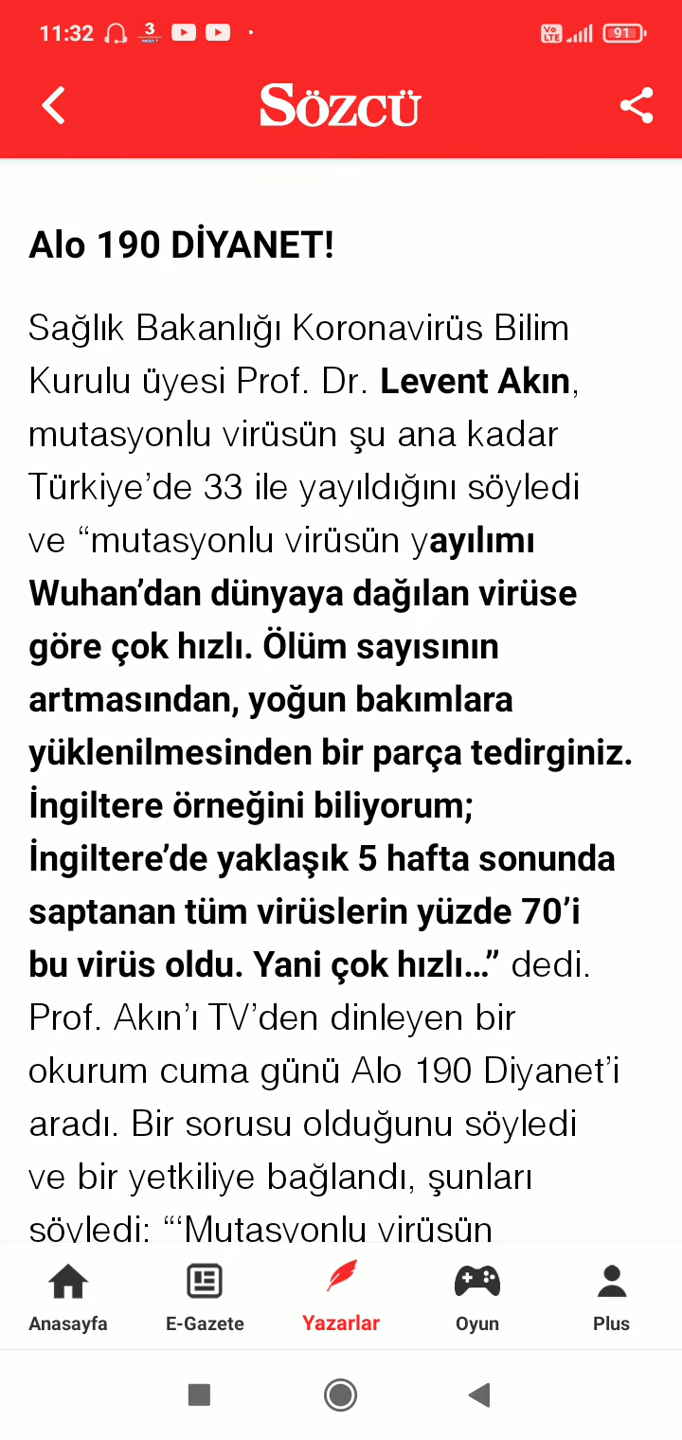 11:32
3
Vo LTE
91
SÖZCÜ
Alo 190 DİYANET!
Sağlık Bakanlığı Koronavirüs Bilim
Kurulu üyesi Prof. Dr. Levent Akın,
mutasyonlu virüsün şu ana kadar
Türkiye’de 33 ile yayıldığını söyledi
ve “mutasyonlu virüsün yayılımı
Wuhan’dan dünyaya dağılan virüse
göre çok hızlı. Ölüm sayısının
artmasından, yoğun bakımlara
yüklenilmesinden bir parça tedirginiz.
İngiltere örneğini biliyorum;
İngiltere’de yaklaşık 5 hafta sonunda
saptanan tüm virüslerin yüzde 70’i
bu virüs oldu. Yani çok hızlı…” dedi.
Prof. Akın’ı TV’den dinleyen bir
okurum cuma günü Alo 190 Diyanet’i
aradı. Bir sorusu olduğunu söyledi
ve bir yetkiliye bağlandı, şunları
söyledi: “‘Mutasyonlu virüsün
Anasayfa E-Gazete Yazarlar Oyun Plus